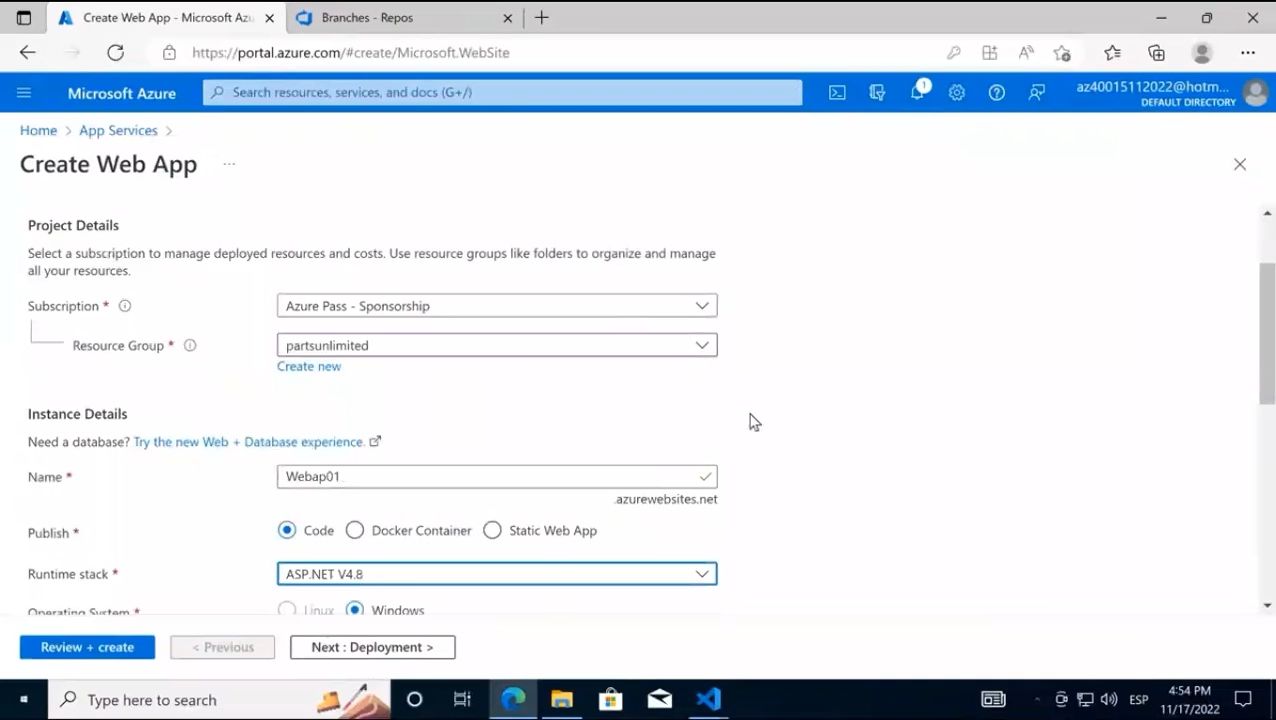 Create Web App - Microsoft Azu
Branches - Repos
https://portal.azure.com/#create/Microsoft.WebSite
Microsoft Azure
Search resources, services, and docs (G+/)
1
az40015112022@hotm...
DEFAULT DIRECTORY
Home > App Services >
Create Web App ...
Project Details
Select a subscription to manage deployed resources and costs. Use resource groups like folders to organize and manage
all your resources.
Subscription *
Azure Pass - Sponsorship
Resource Group *
partsunlimited
Create new
Instance Details
Need a database? Try the new Web + Database experience.
Name *
Webap01
.azurewebsites.net
Publish *
Code
Docker Container
Static Web App
Runtime stack *
ASP.NET V4.8
Operating System *
Linux
Windows
Review + create
< Previous
Next : Deployment >
Type here to search
ESP
4:54 PM
11/17/2022